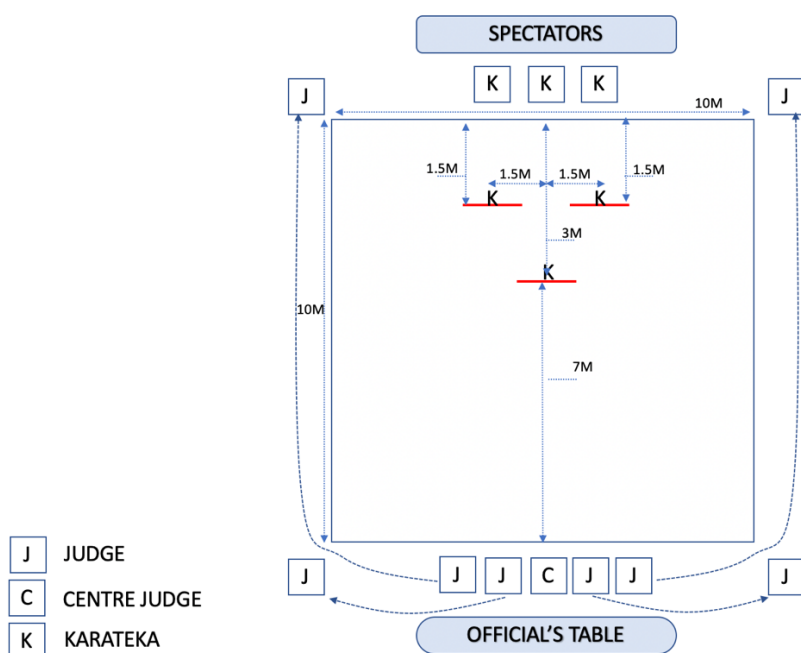 SPECTATORS
J
K K K
J
10M
1.5M
1.5M 1.5M
1.5M
K K
3M
K
10M
7M
J
J J C J J
J
OFFICIAL'S TABLE
J JUDGE
C CENTRE JUDGE
K KARATEKA